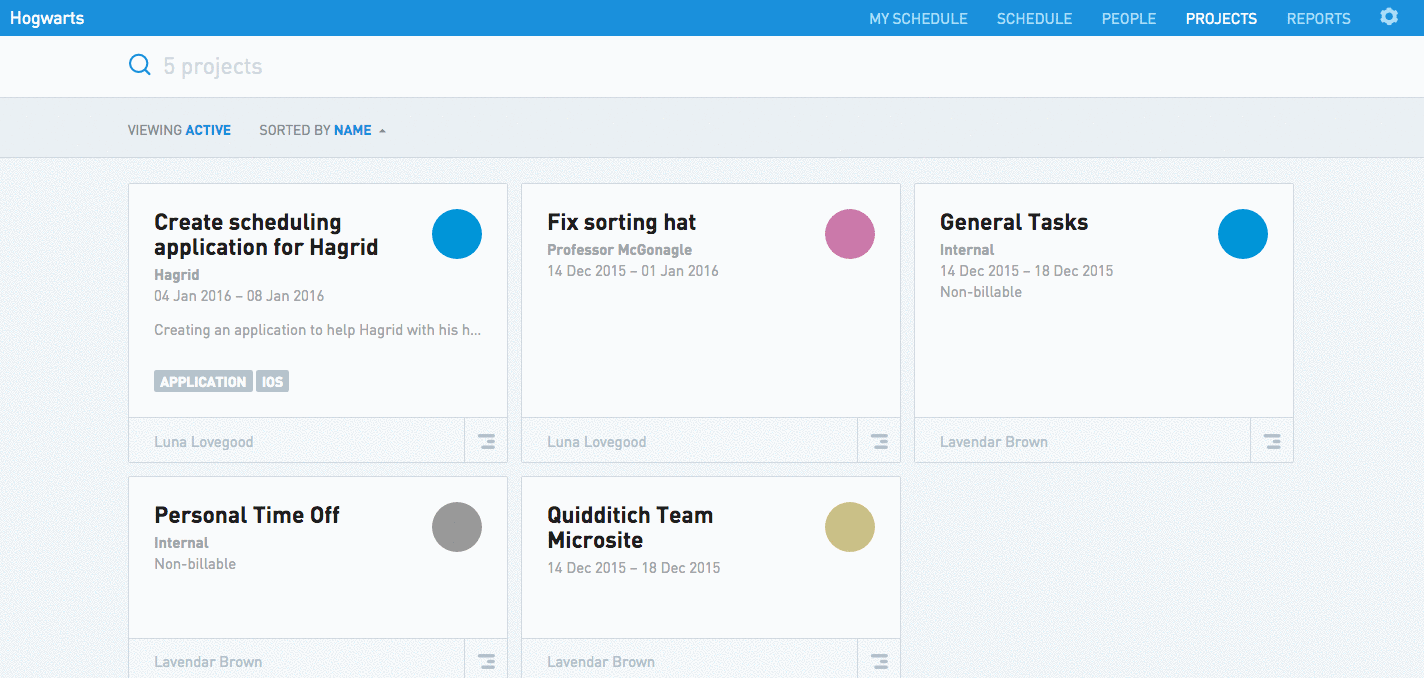 Hogwarts
MY SCHEDULE SCHEDULE PEOPLE PROJECTS REPORTS
5 projects
VIEWING ACTIVE SORTED BY NAME
Create scheduling
application for Hagrid
Hagrid
04 Jan 2016 – 08 Jan 2016
Creating an application to help Hagrid with his h...
APPLICATION IOS
Luna Lovegood
Fix sorting hat
Professor McGonagle
14 Dec 2015 – 01 Jan 2016
Luna Lovegood
General Tasks
Internal
14 Dec 2015 – 18 Dec 2015
Non-billable
Lavendar Brown
Personal Time Off
Internal
Non-billable
Lavendar Brown
Quidditich Team
Microsite
14 Dec 2015 – 18 Dec 2015
Lavendar Brown